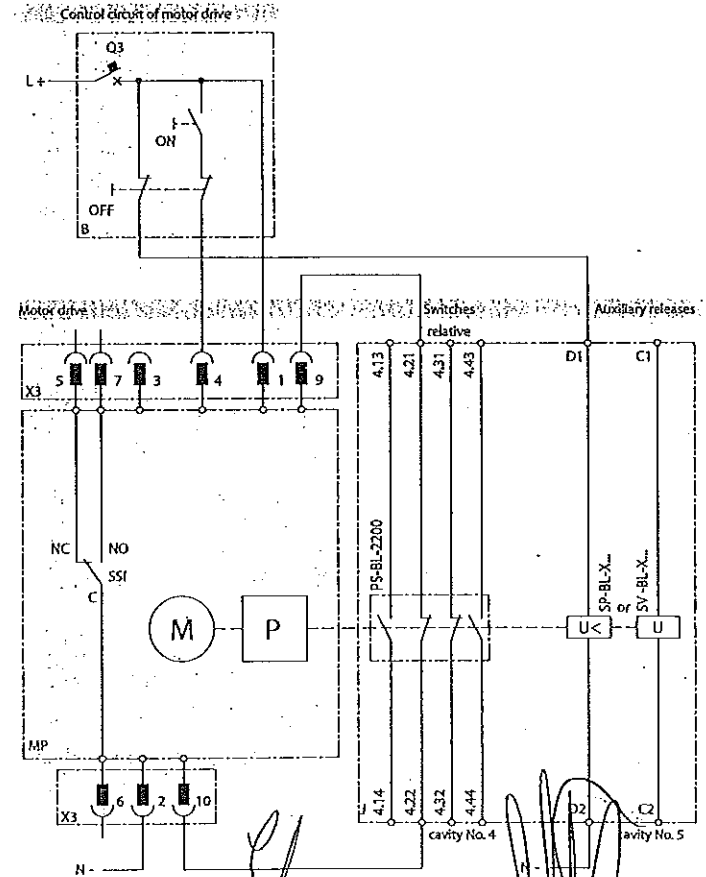 Control circuit of motor drive
Q3
L+
ON
OFF
B
Motor drive
Switches
Auxiliary releases
relative
4.13
4.21
4.31
4.43
D1
C1
X3
5
7
3
4
1
9
PS-BL-2200
NC
NO
SSI
C
SP-BL-X...
or
SV-BL-X...
M
P
U<
U
MP
X3
6
2
10
J
4.14
4.22
4.32
4.44
D2
C2
cavity No. 4
cavity No. 5
N -
N -